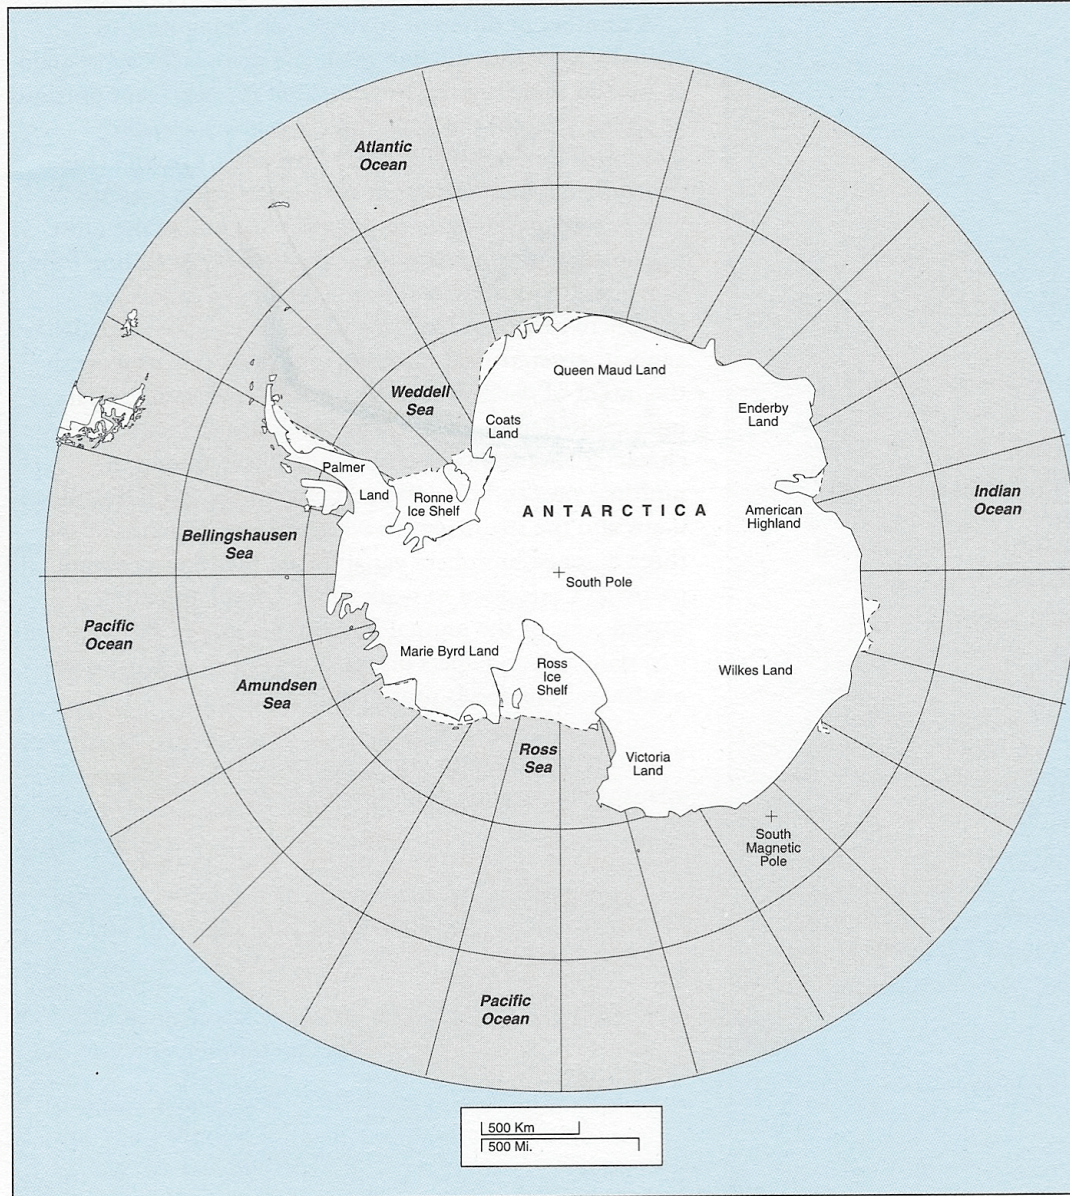 Atlantic
Ocean
Queen Maud Land
Weddell
Sea
Enderby
Land
Coats
Land
Palmer
Land
Ronne
Ice Shelf
Indian
Ocean
ANTARCTICA
American
Highland
Bellingshausen
Sea
South Pole
Pacific
Ocean
Marie Byrd Land
Ross
Ice
Shelf
Wilkes Land
Amundsen
Sea
Ross
Sea
Victoria
Land
South
Magnetic
Pole
Pacific
Ocean
500 Km
500 Mi.